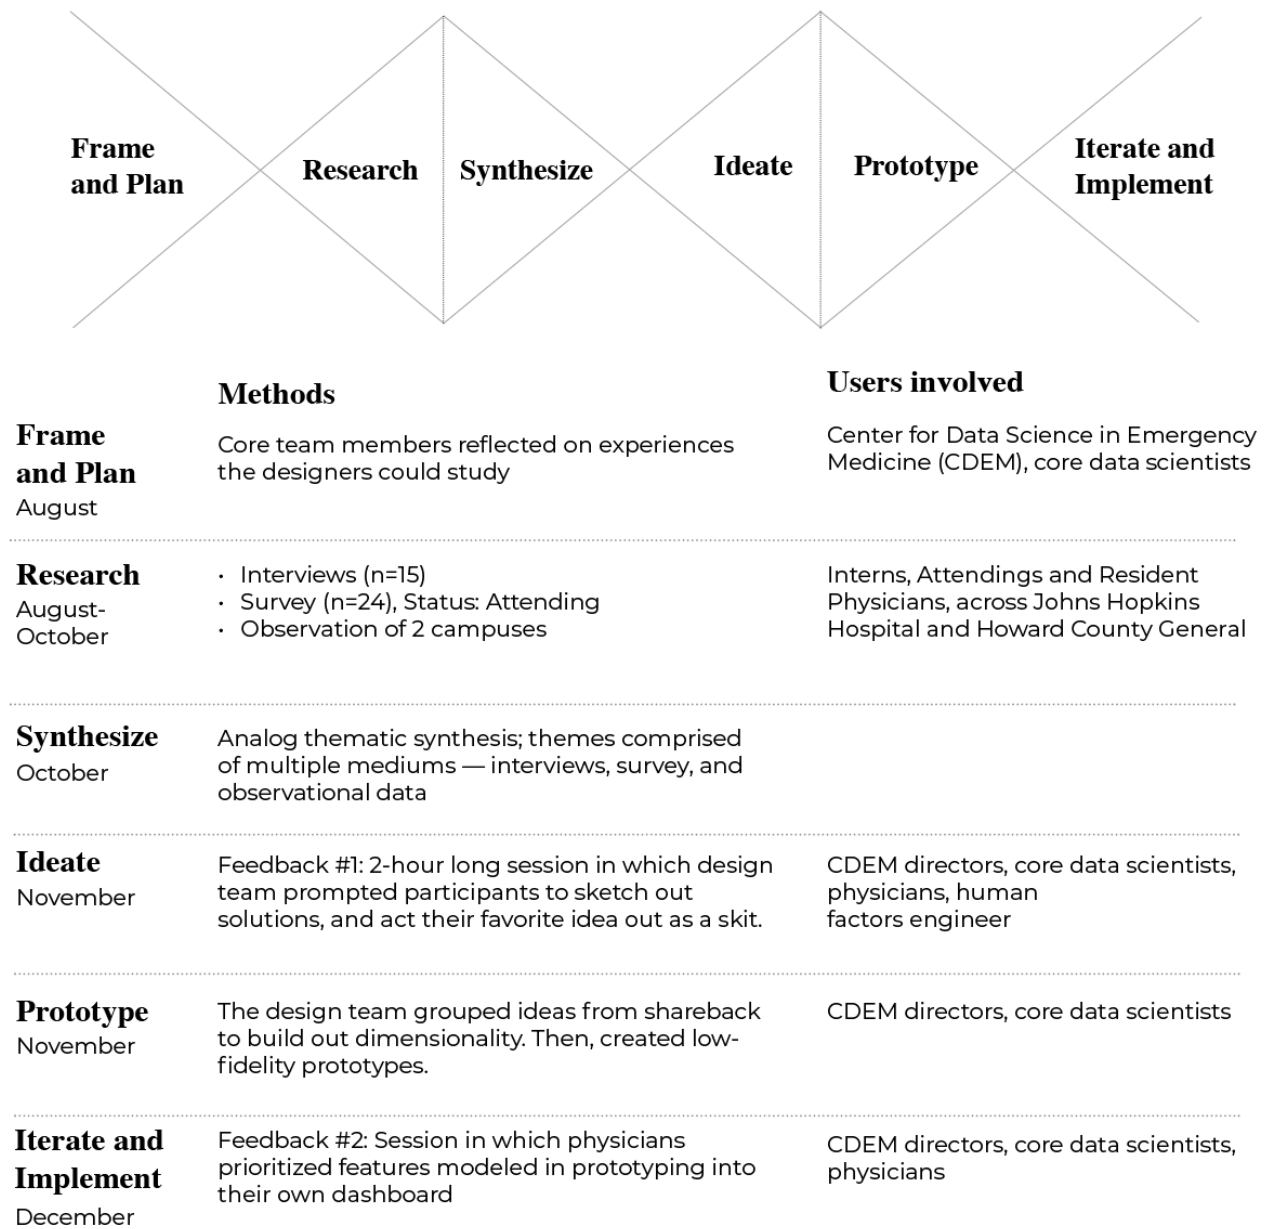 Frame
and Plan
Research
Synthesize
Ideate
Prototype
Iterate and
Implement
Methods
Users involved
Frame
and Plan
August
Core team members reflected on experiences
the designers could study
Center for Data Science in Emergency
Medicine (CDEM), core data scientists
Research
August-
October
• Interviews (n=15)
• Survey (n=24), Status: Attending
• Observation of 2 campuses
Interns, Attendings and Resident
Physicians, across Johns Hopkins
Hospital and Howard County General
Synthesize
October
Analog thematic synthesis; themes comprised
of multiple mediums — interviews, survey, and
observational data
Ideate
November
Feedback #1: 2-hour long session in which design
team prompted participants to sketch out
solutions, and act their favorite idea out as a skit.
CDEM directors, core data scientists,
physicians, human
factors engineer
Prototype
November
The design team grouped ideas from shareback
to build out dimensionality. Then, created low-
fidelity prototypes.
CDEM directors, core data scientists
Iterate and
Implement
December
Feedback #2: Session in which physicians
prioritized features modeled in prototyping into
their own dashboard
CDEM directors, core data scientists,
physicians